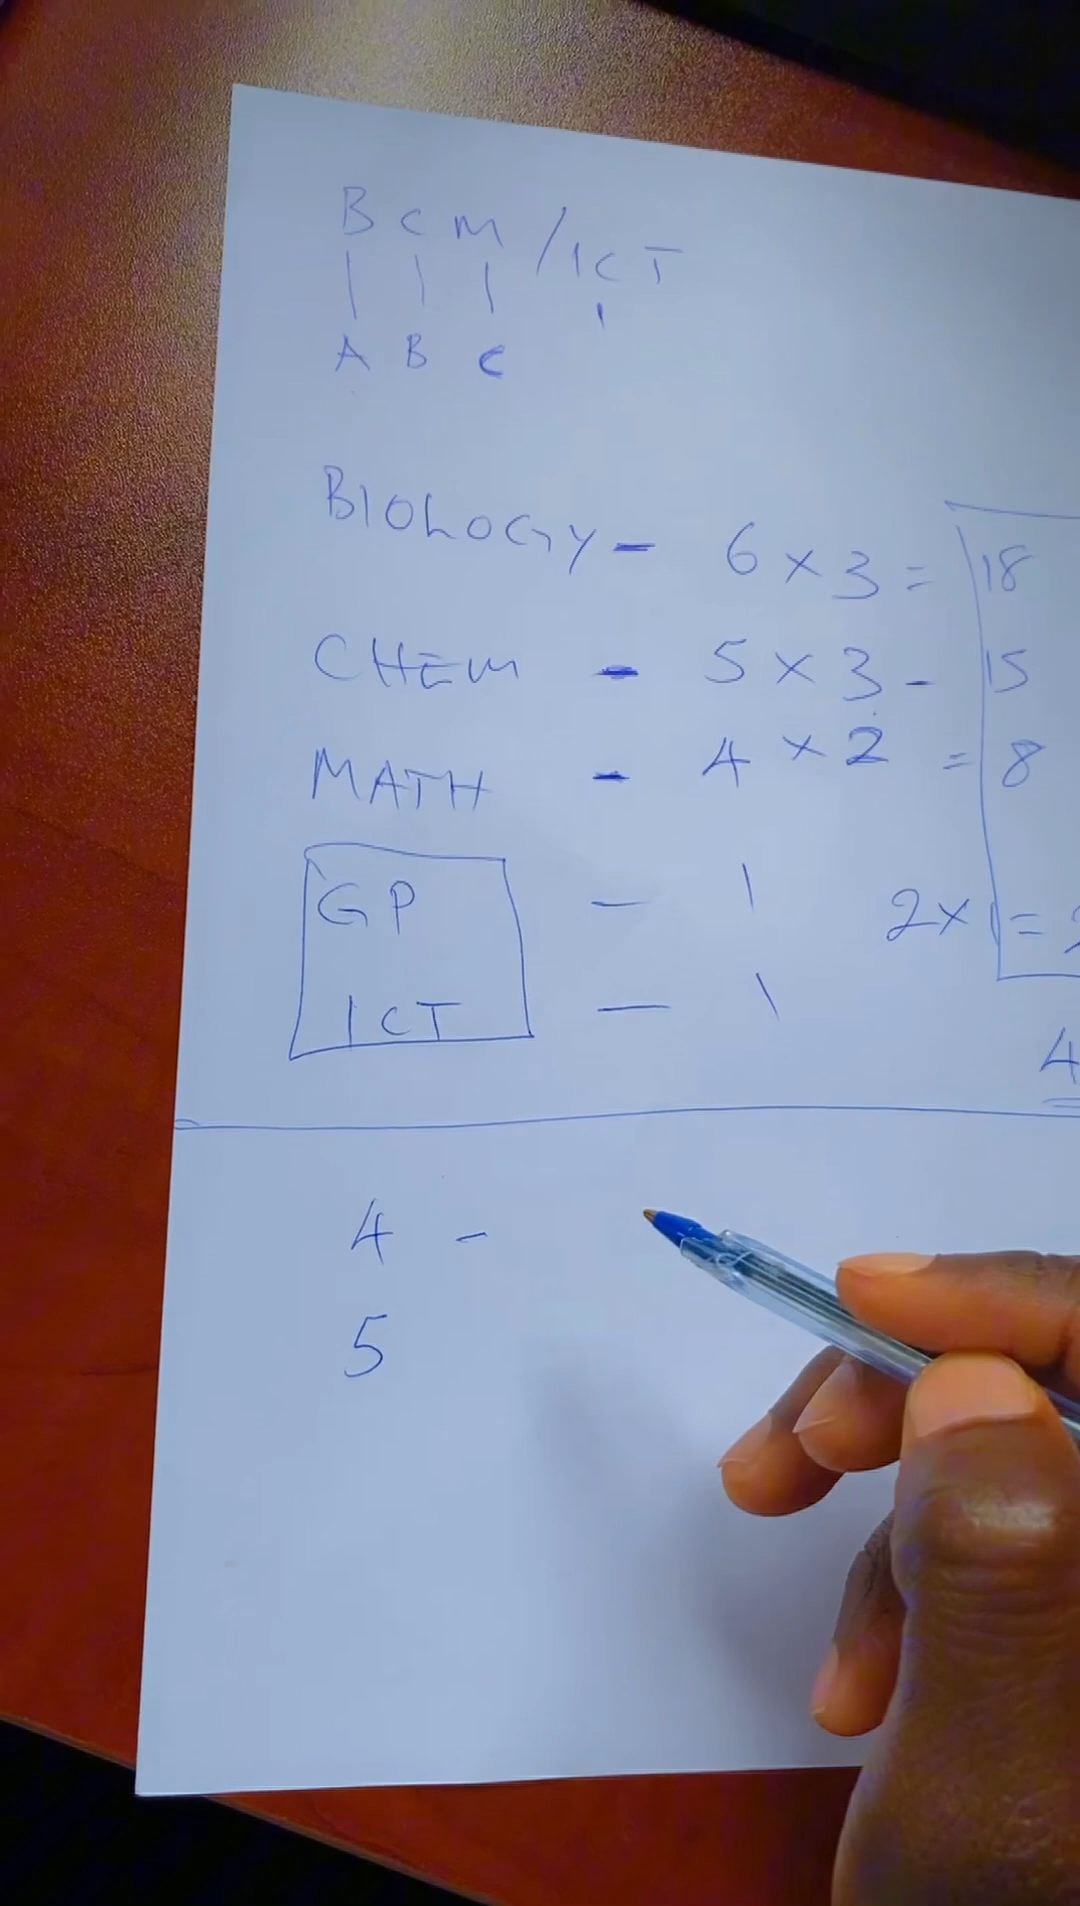 B C M / ICT
A B C
BIOLOGY - 6 × 3 = 18
CHEM - 5 × 3 - 15
MATH - 4 × 2 = 8
GP - 1 2 × 1 =
ICT - 1
4
4 -
5